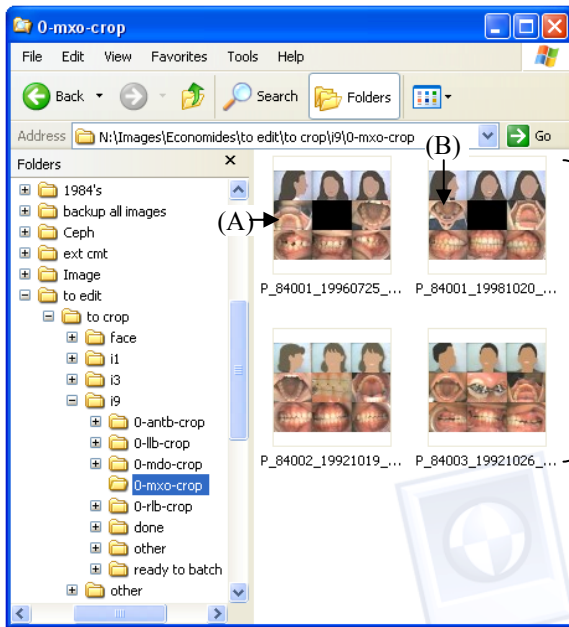 0-mxo-crop
File Edit View Favorites Tools Help
Back Search Folders
Address N:\Images\Economides\to edit\to crop\i9\0-mxo-crop Go
Folders x
1984's
backup all images
Ceph
ext cmt
Image
to edit
to crop
face
i1
i3
i9
0-antb-crop
0-llb-crop
0-mdo-crop
0-mxo-crop
0-rlb-crop
done
other
ready to batch
other
(A)
(B)
P_84001_19960725_... P_84001_19981020_...
P_84002_19921019_... P_84003_19921026_...